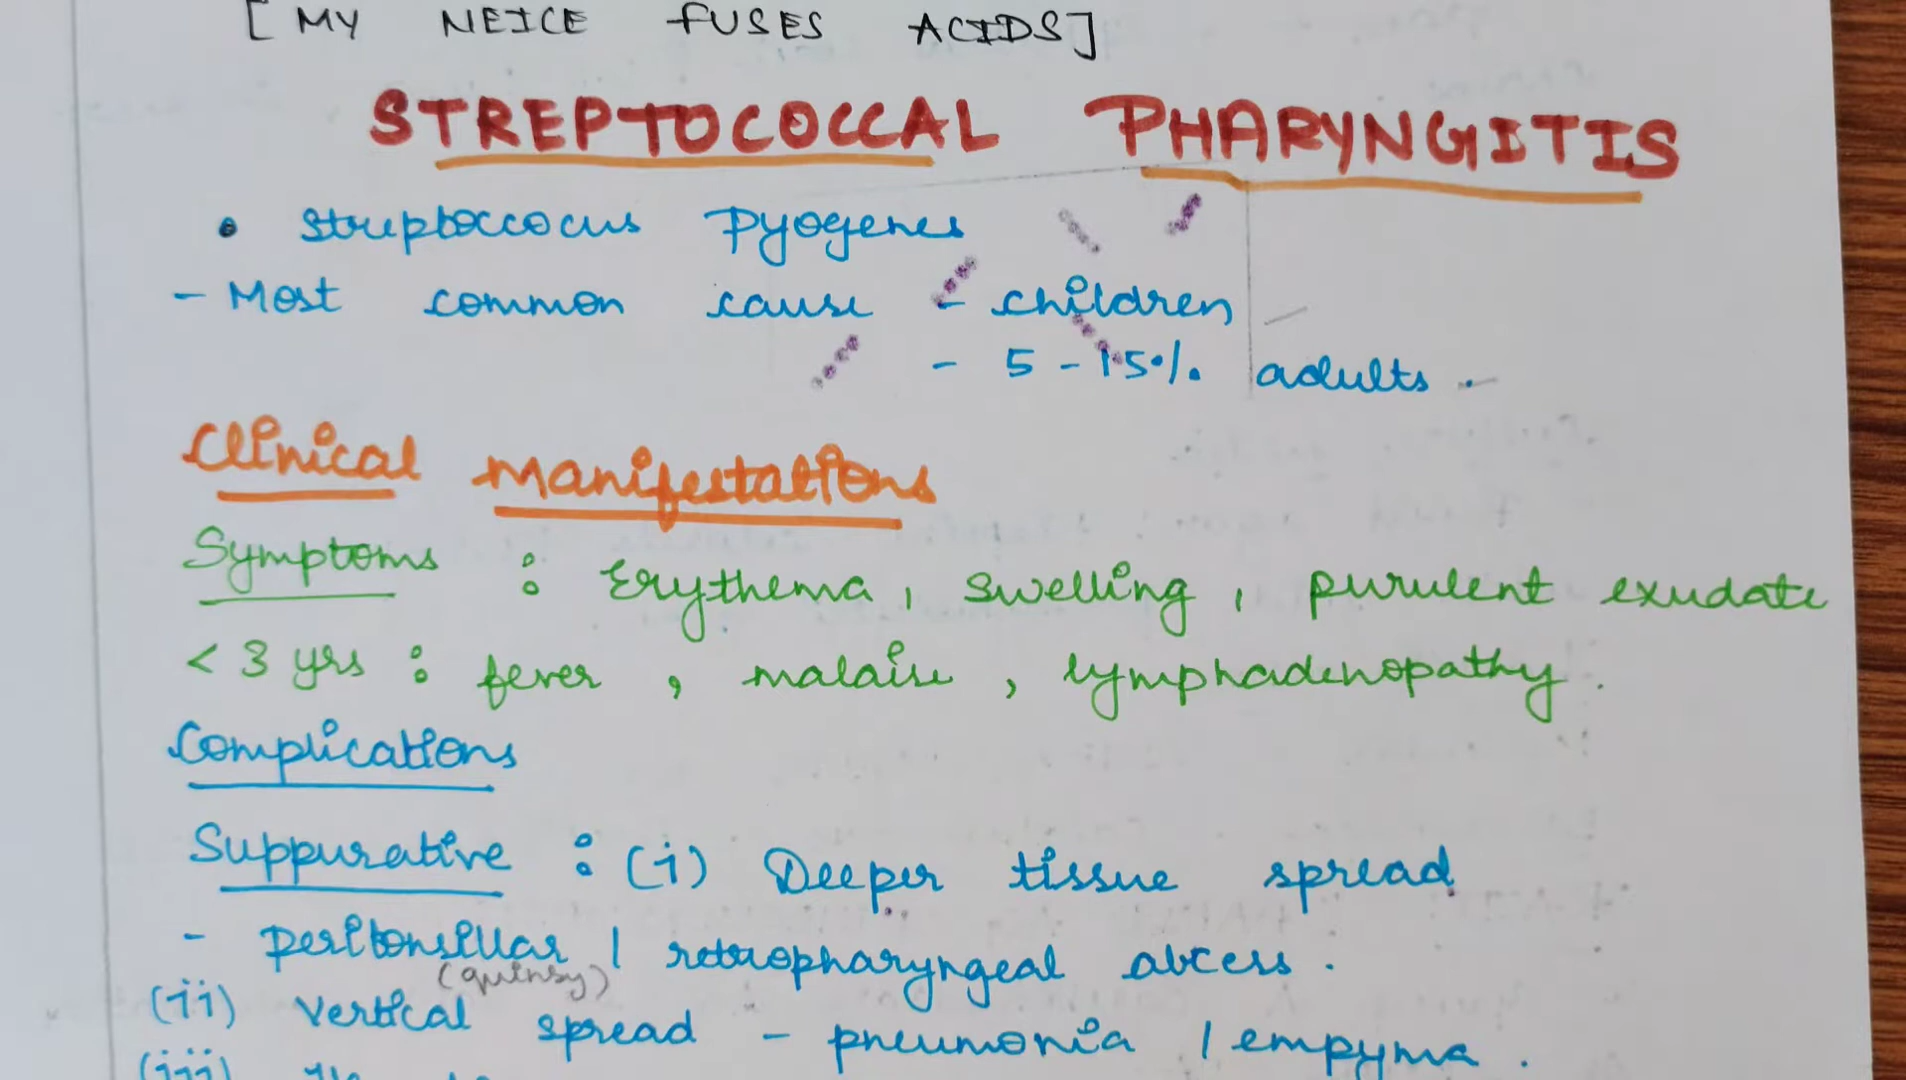 [ MY NEICE FUSES ACIDS]
STREPTOCOCCAL PHARYNGITIS
• Streptoccocus Pyogenes
- Most common cause - children
- 5 - 15% adults.
Clinical manifestations
Symptoms : Erythema, swelling, purulent exudate
< 3 yrs : fever, malaise, lymphadenopathy.
Complications
Suppurative : (i) Deeper tissue spread
- peritonsillar / retropharyngeal abcess.
(quinsy)
(ii) Vertical spread - pneumonia / empyma.
(iii)